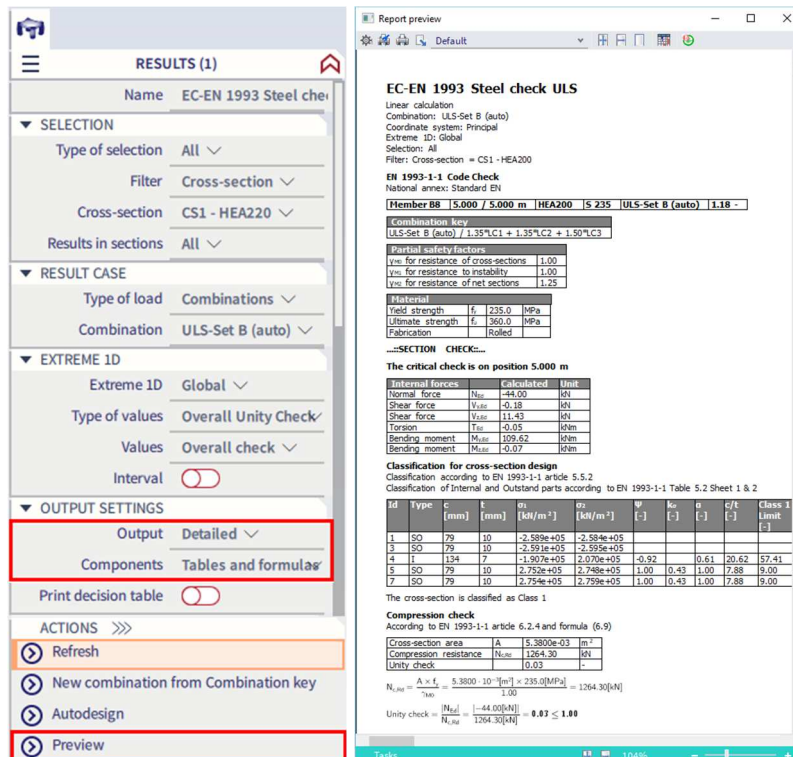 RESULTS (1)
Name EC-EN 1993 Steel che
SELECTION
Type of selection All
Filter Cross-section
Cross-section CS1 - HEA220
Results in sections All
RESULT CASE
Type of load Combinations
Combination ULS-Set B (auto)
EXTREME 1D
Extreme 1D Global
Type of values Overall Unity Check
Values Overall check
Interval
OUTPUT SETTINGS
Output Detailed
Components Tables and formulas
Print decision table
ACTIONS >>>
Refresh
New combination from Combination key
Autodesign
Preview
Report preview
Default
EC-EN 1993 Steel check ULS
Linear calculation
Combination: ULS-Set B (auto)
Coordinate system: Principal
Extreme 1D: Global
Selection: All
Filter: Cross-section = CS1 - HEA200
EN 1993-1-1 Code Check
National annex: Standard EN
Member B8 5.000 / 5.000 m HEA200 S 235 ULS-Set B (auto) 1.18 -
Combination key
ULS-Set B (auto) / 1.35*LC1 + 1.35*LC2 + 1.50*LC3
Partial safety factors
γM0 for resistance of cross-sections 1.00
γM1 for resistance to instability 1.00
γM2 for resistance of net sections 1.25
Material
Yield strength fy 235.0 MPa
Ultimate strength fu 360.0 MPa
Fabrication Rolled
...::SECTION CHECK::...
The critical check is on position 5.000 m
Internal forces Calculated Unit
Normal force NEd -44.00 kN
Shear force Vy,Ed -0.18 kN
Shear force Vz,Ed 11.43 kN
Torsion TEd -0.05 kNm
Bending moment My,Ed 109.62 kNm
Bending moment Mz,Ed -0.07 kNm
Classification for cross-section design
Classification according to EN 1993-1-1 article 5.5.2
Classification of Internal and Outstand parts according to EN 1993-1-1 Table 5.2 Sheet 1 & 2
Id Type c [mm] t [mm] σ1 [kN/m²] σ2 [kN/m²] Ψ [-] kσ [-] α [-] c/t [-] Class 1 Limit [-]
1 SO 79 10 -2.589e+05 -2.584e+05
3 SO 79 10 -2.591e+05 -2.595e+05
4 I 134 7 -1.907e+05 2.070e+05 -0.92 0.61 20.62 57.41
5 SO 79 10 2.752e+05 2.748e+05 1.00 0.43 1.00 7.88 9.00
7 SO 79 10 2.754e+05 2.759e+05 1.00 0.43 1.00 7.88 9.00
The cross-section is classified as Class 1
Compression check
According to EN 1993-1-1 article 6.2.4 and formula (6.9)
Cross-section area A 5.3800e-03 m²
Compression resistance Nc,Rd 1264.30 kN
Unity check 0.03 -
Nc,Rd = A × fy / γM0 = 5.3800 · 10⁻³[m²] × 235.0[MPa] / 1.00 = 1264.30[kN]
Unity check = |NEd| / Nc,Rd = |-44.00[kN]| / 1264.30[kN] = 0.03 ≤ 1.00
Tasks 104%